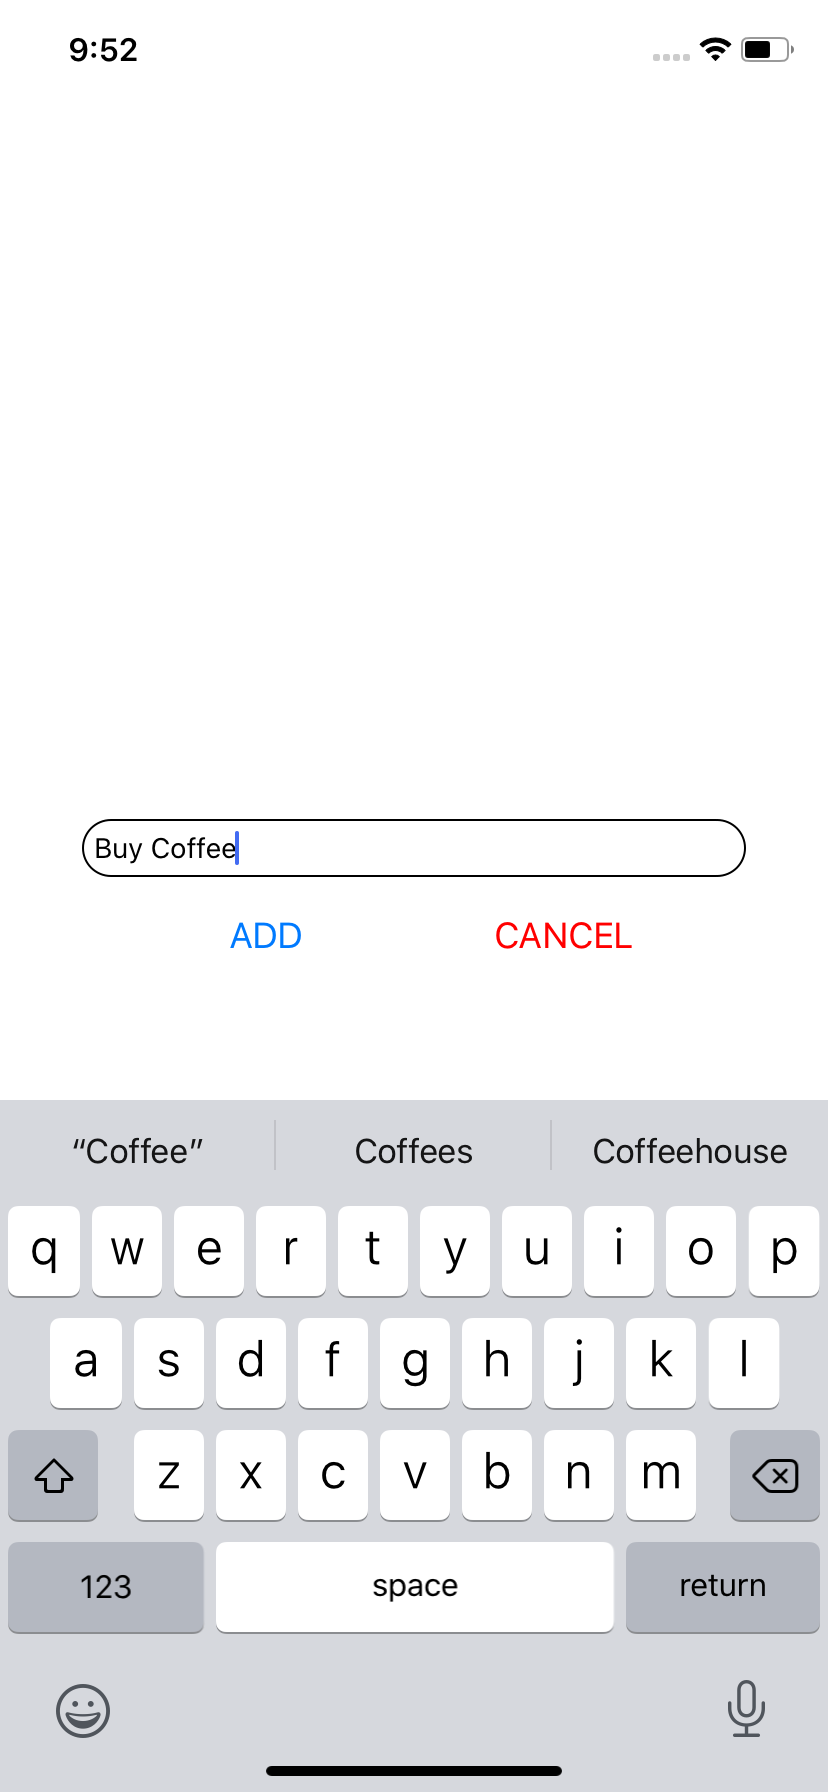 9:52
Buy Coffee
ADD CANCEL
“Coffee” Coffees Coffeehouse
q w e r t y u i o p
a s d f g h j k l
z x c v b n m
123 space return